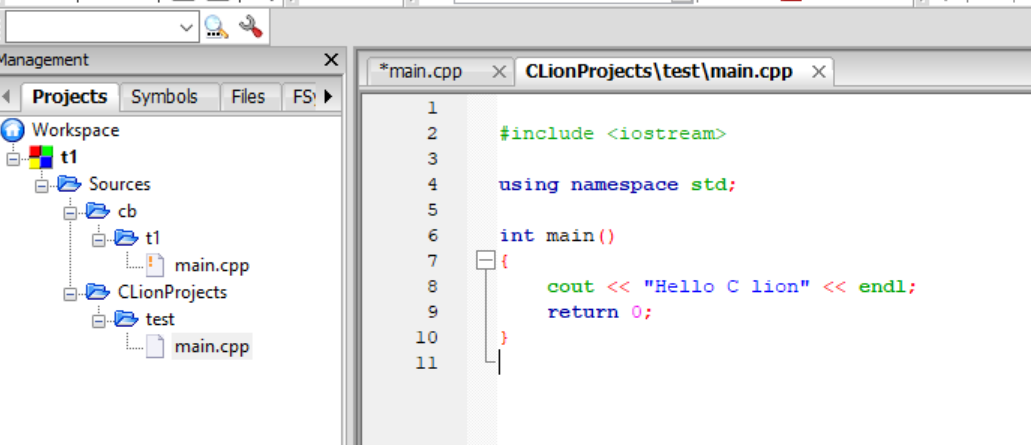 Management
Projects Symbols Files
Workspace
t1
Sources
cb
t1
main.cpp
CLionProjects
test
main.cpp
*main.cpp CLionProjects\test\main.cpp
1
2 #include <iostream>
3
4 using namespace std;
5
6 int main()
7 {
8 cout << "Hello C lion" << endl;
9 return 0;
10 }
11